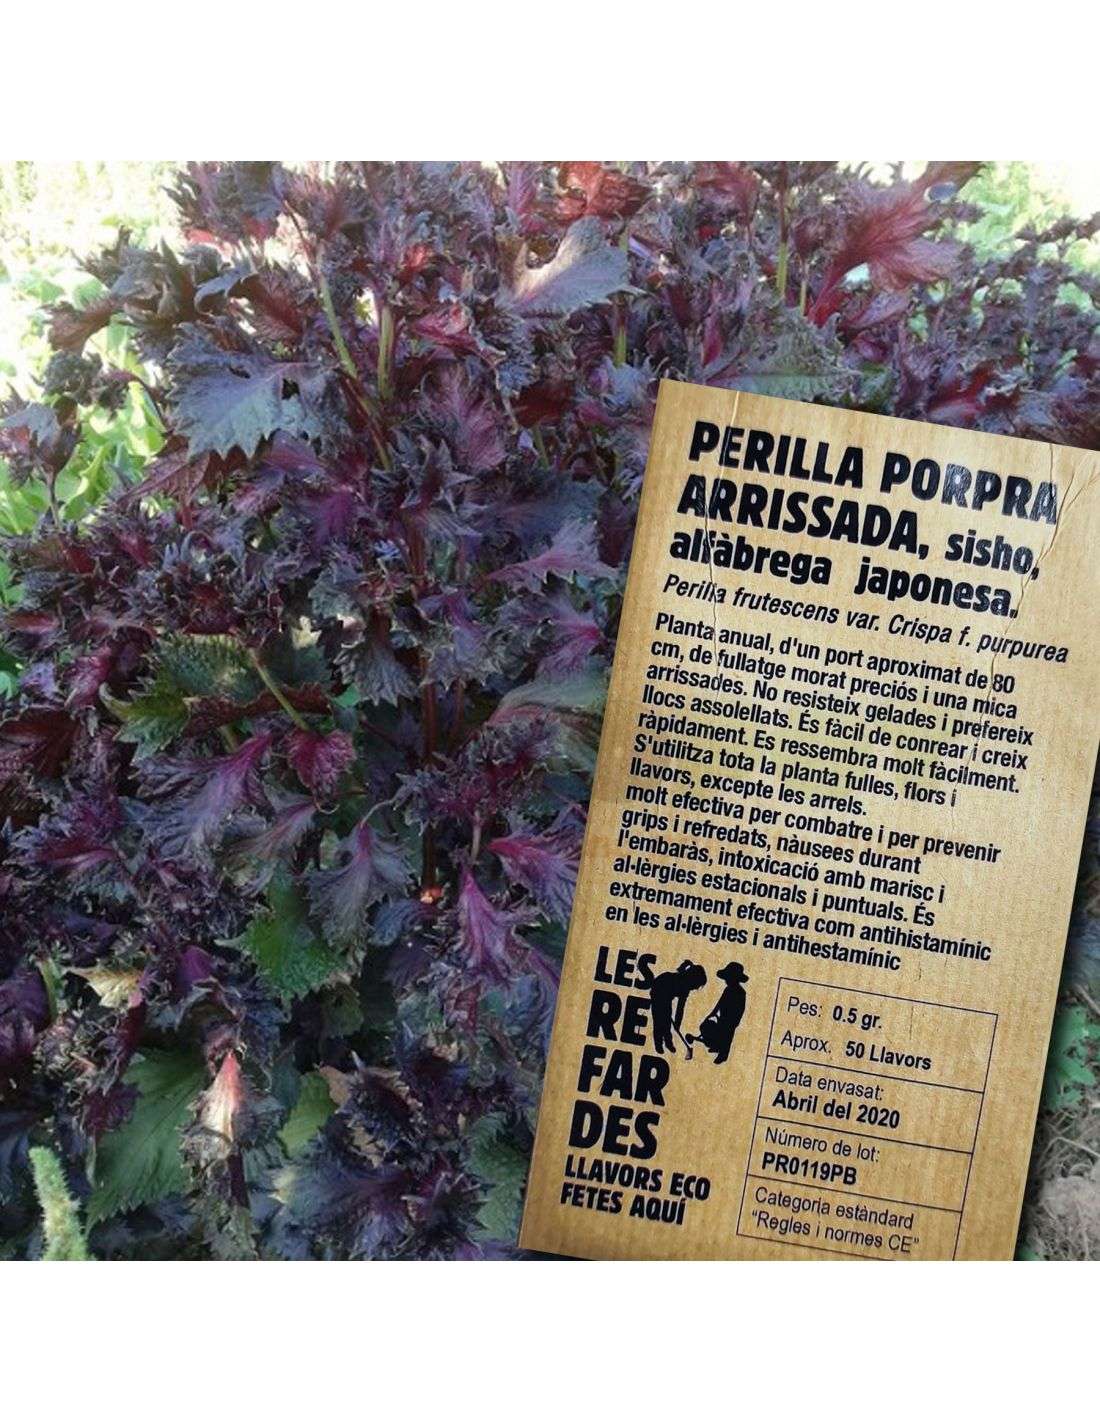 PERILLA PORPRA
ARRISSADA, sisho,
alfàbrega japonesa.
Perilla frutescens var. Crispa f. purpurea
Planta anual, d'un port aproximat de 80
cm, de fullatge morat preciós i una mica
arrissades. No resisteix gelades i prefereix
llocs assolellats. És fàcil de conrear i creix
ràpidament. Es ressembra molt fàcilment.
S'utilitza tota la planta fulles, flors i
llavors, excepte les arrels.
molt efectiva per combatre i per prevenir
grips i refredats, nàusees durant
l'embaràs, intoxicació amb marisc i
al·lèrgies estacionals i puntuals. És
extremament efectiva com antihistamínic
en les al·lèrgies i antihestamínic
LES
RE
FAR
DES
LLAVORS ECO
FETES AQUÍ
Pes: 0.5 gr.
Aprox. 50 Llavors
Data envasat:
Abril del 2020
Número de lot:
PR0119PB
Categoria estàndard
"Regles i normes CE"